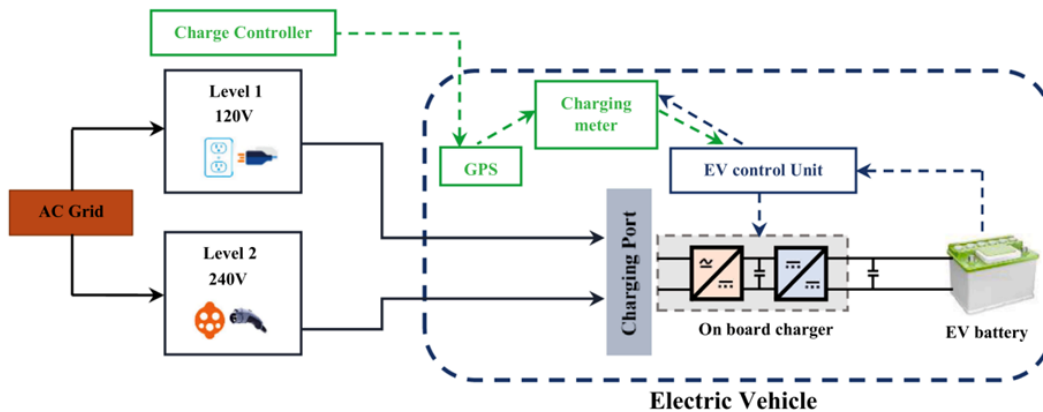 Charge Controller
Level 1
120V
Charging
meter
GPS
EV control Unit
AC Grid
Level 2
240V
Charging Port
On board charger
EV battery
Electric Vehicle